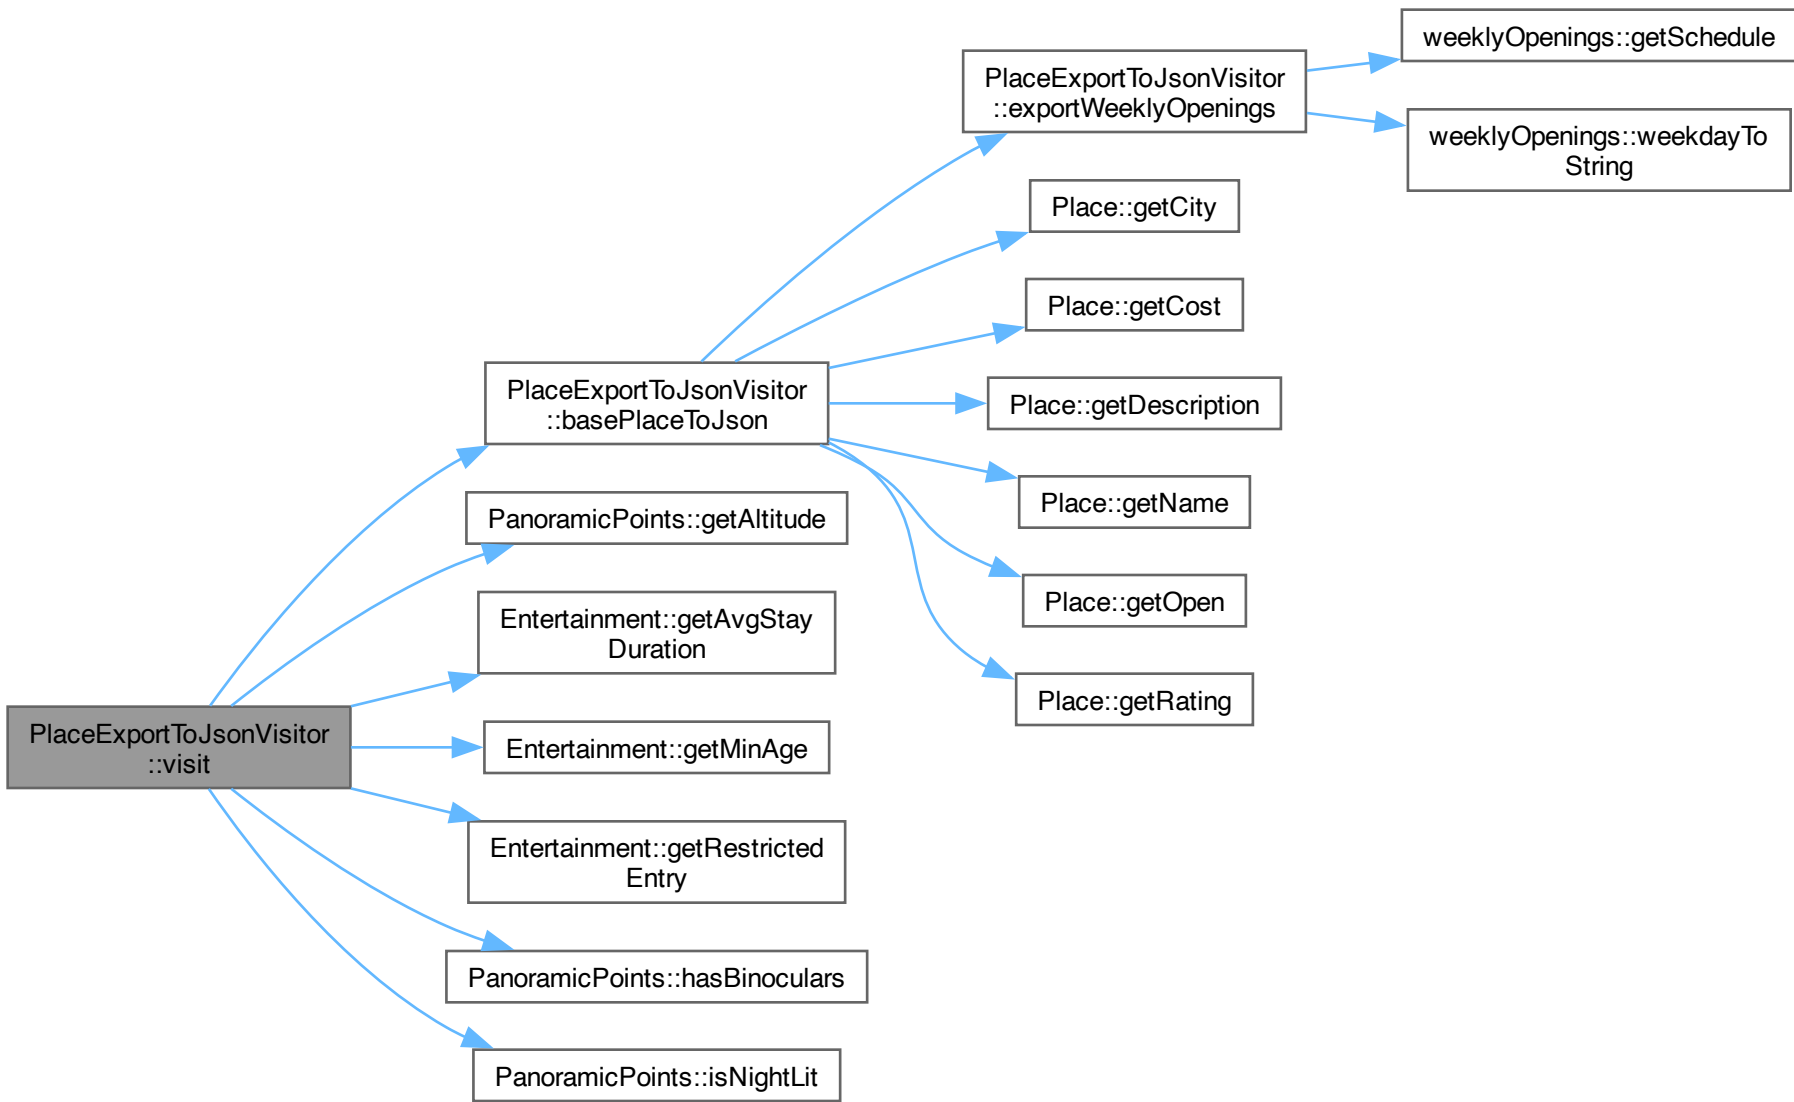 PlaceExportToJsonVisitor
::visit
PlaceExportToJsonVisitor
::basePlaceToJson
PlaceExportToJsonVisitor
::exportWeeklyOpenings
weeklyOpenings::getSchedule
weeklyOpenings::weekdayTo
String
Place::getCity
Place::getCost
Place::getDescription
Place::getName
Place::getOpen
Place::getRating
PanoramicPoints::getAltitude
Entertainment::getAvgStay
Duration
Entertainment::getMinAge
Entertainment::getRestricted
Entry
PanoramicPoints::hasBinoculars
PanoramicPoints::isNightLit